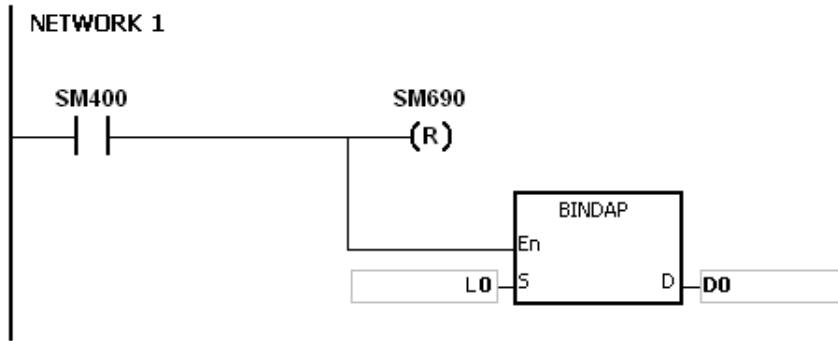 NETWORK 1
SM400
SM690
(R)
BINDAP
En
L0
S
D
D0